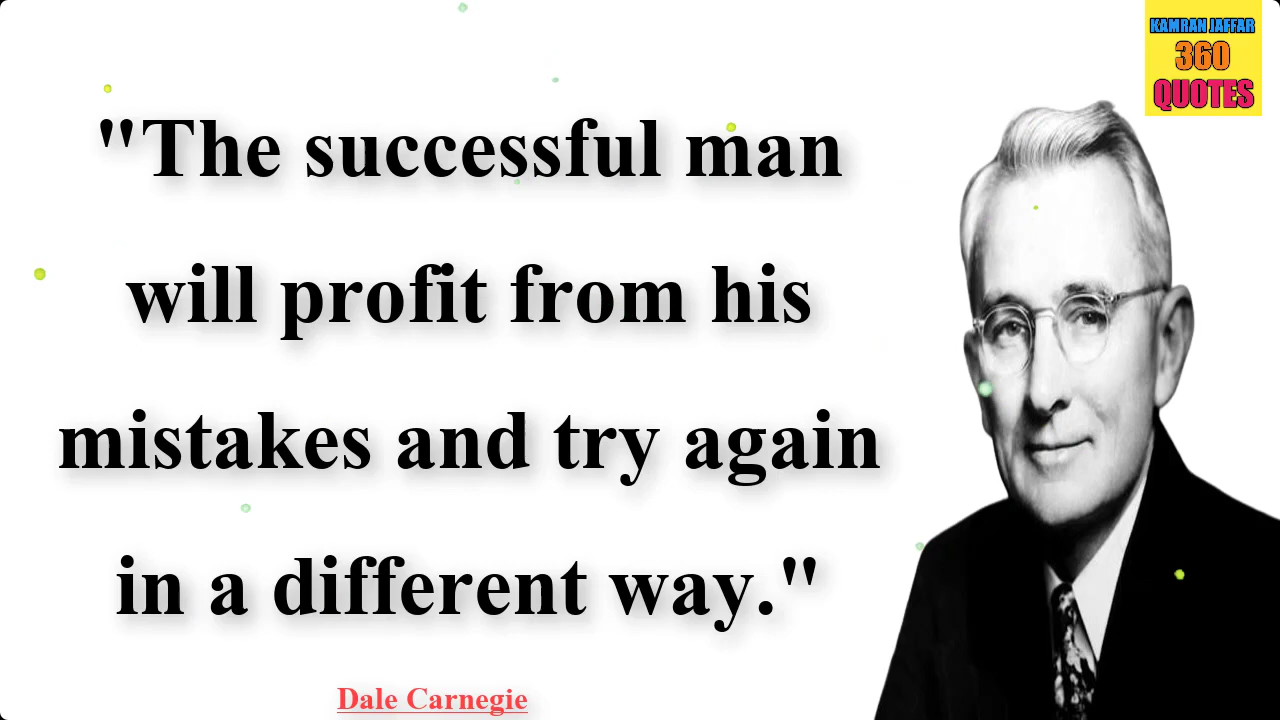 KAMRAN JAFFAR
360
QUOTES
"The successful man
will profit from his
mistakes and try again
in a different way."
Dale Carnegie